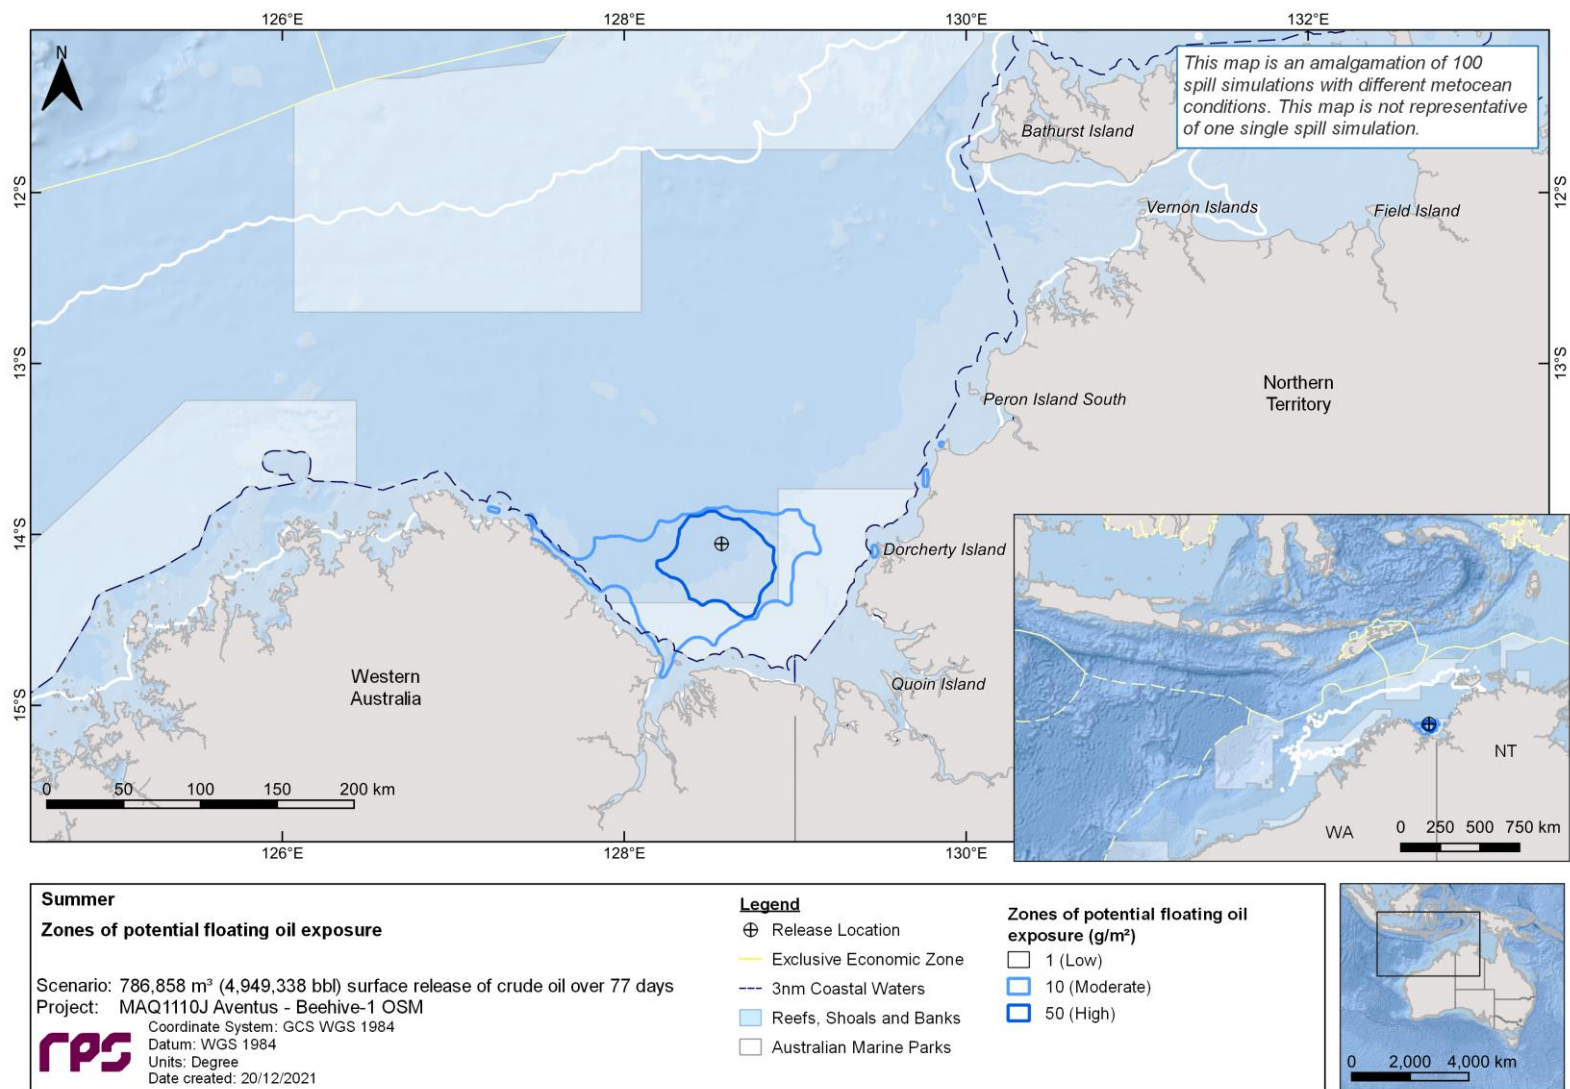 126°E
128°E
130°E
132°E
N
This map is an amalgamation of 100
spill simulations with different metocean
conditions. This map is not representative
of one single spill simulation.
Bathurst Island
12°S
12°S
Vernon Islands
Field Island
13°S
13°S
Northern
Territory
Peron Island South
14°S
Dorcherty Island
Western
Australia
Quoin Island
15°S
0 50 100 150 200 km
NT
WA
0 250 500 750 km
126°E
128°E
130°E
Summer
Zones of potential floating oil exposure
Scenario: 786,858 m³ (4,949,338 bbl) surface release of crude oil over 77 days
Project: MAQ1110J Aventus - Beehive-1 OSM
rps
Coordinate System: GCS WGS 1984
Datum: WGS 1984
Units: Degree
Date created: 20/12/2021
Legend
Release Location
Exclusive Economic Zone
3nm Coastal Waters
Reefs, Shoals and Banks
Australian Marine Parks
Zones of potential floating oil
exposure (g/m²)
1 (Low)
10 (Moderate)
50 (High)
0 2,000 4,000 km